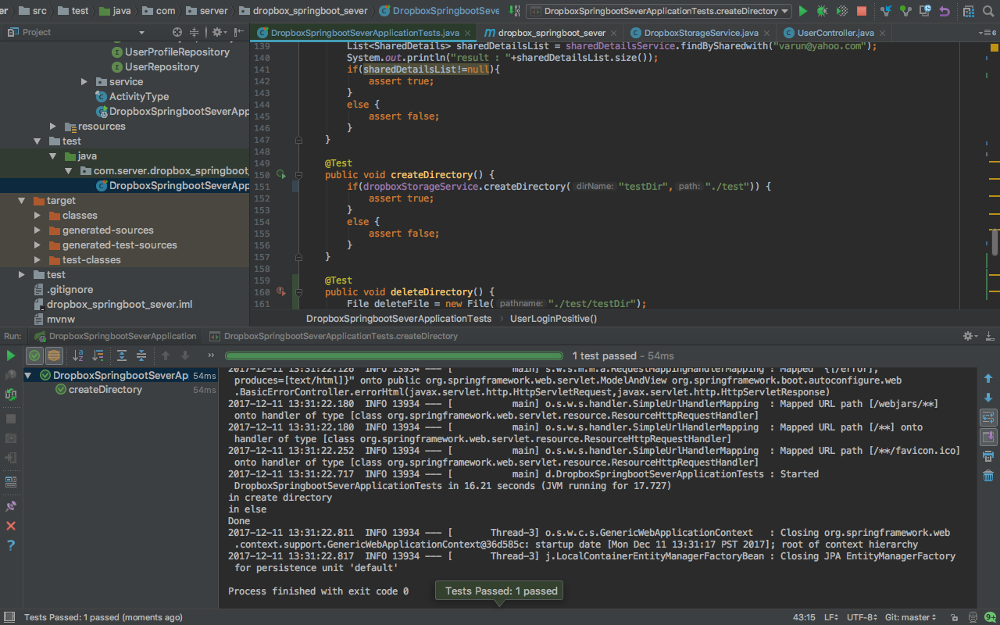 er › src › test › java › com › server › dropbox_springboot_sever › DropboxSpringbootSeve
DropboxSpringbootSeverApplicationTests.createDirectory
Project
DropboxSpringbootSeverApplicationTests.java
dropbox_springboot_sever
DropboxStorageService.java
UserController.java
6
UserProfileRepository
UserRepository
service
ActivityType
DropboxSpringbootSeverApp
resources
test
java
com.server.dropbox_springboot_
DropboxSpringbootSeverApp
target
classes
generated-sources
generated-test-sources
test-classes
test
.gitignore
dropbox_springboot_sever.iml
mvnw
139 List<SharedDetails> sharedDetailsList = sharedDetailsService.findBySharedwith("varun@yahoo.com");
140 System.out.println("result : "+sharedDetailsList.size());
141 if(sharedDetailsList!=null){
142 assert true;
143 }
144 else {
145 assert false;
146 }
147 }
148
149 @Test
150 public void createDirectory() {
151 if(dropboxStorageService.createDirectory( dirName: "testDir", path: "./test")) {
152 assert true;
153 }
154 else {
155 assert false;
156 }
157 }
158
159 @Test
160 public void deleteDirectory() {
161 File deleteFile = new File( pathname: "./test/testDir");
DropboxSpringbootSeverApplicationTests › UserLoginPositive()
Run: DropboxSpringbootSeverApplication DropboxSpringbootSeverApplicationTests.createDirectory
1 test passed - 54ms
DropboxSpringbootSeverAp 54ms
createDirectory 54ms
2017-12-11 13:31:22.126 INFO 13934 --- [ main] s.w.s.m.m.a.RequestMappingHandlerMapping : Mapped "{[/error],
produces=[text/html]}" onto public org.springframework.web.servlet.ModelAndView org.springframework.boot.autoconfigure.web
.BasicErrorController.errorHtml(javax.servlet.http.HttpServletRequest,javax.servlet.http.HttpServletResponse)
2017-12-11 13:31:22.180 INFO 13934 --- [ main] o.s.w.s.handler.SimpleUrlHandlerMapping : Mapped URL path [/webjars/**]
onto handler of type [class org.springframework.web.servlet.resource.ResourceHttpRequestHandler]
2017-12-11 13:31:22.180 INFO 13934 --- [ main] o.s.w.s.handler.SimpleUrlHandlerMapping : Mapped URL path [/**] onto
handler of type [class org.springframework.web.servlet.resource.ResourceHttpRequestHandler]
2017-12-11 13:31:22.252 INFO 13934 --- [ main] o.s.w.s.handler.SimpleUrlHandlerMapping : Mapped URL path [/**/favicon.ico]
onto handler of type [class org.springframework.web.servlet.resource.ResourceHttpRequestHandler]
2017-12-11 13:31:22.717 INFO 13934 --- [ main] d.DropboxSpringbootSeverApplicationTests : Started
DropboxSpringbootSeverApplicationTests in 16.21 seconds (JVM running for 17.727)
in create directory
in else
Done
2017-12-11 13:31:22.811 INFO 13934 --- [ Thread-3] o.s.w.c.s.GenericWebApplicationContext : Closing org.springframework.web
.context.support.GenericWebApplicationContext@36d585c: startup date [Mon Dec 11 13:31:17 PST 2017]; root of context hierarchy
2017-12-11 13:31:22.817 INFO 13934 --- [ Thread-3] j.LocalContainerEntityManagerFactoryBean : Closing JPA EntityManagerFactory
for persistence unit 'default'
Process finished with exit code 0
Tests Passed: 1 passed
Tests Passed: 1 passed (moments ago)
43:15 LF÷ UTF-8÷ Git: master÷ 9+